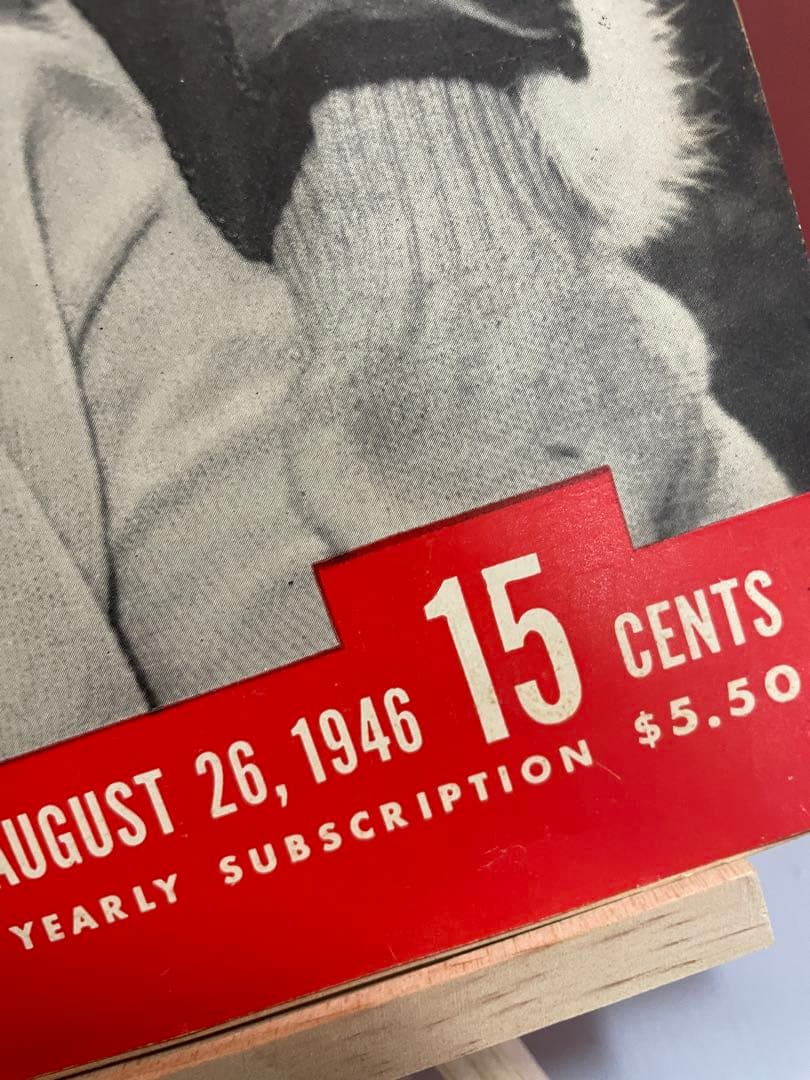 AUGUST 26, 1946 15 CENTS
YEARLY SUBSCRIPTION $5.50